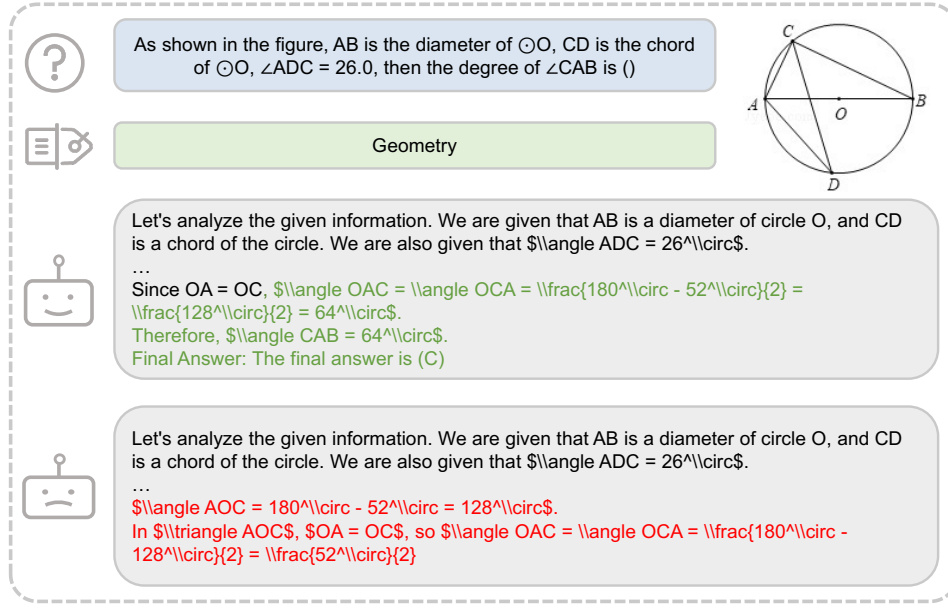 As shown in the figure, AB is the diameter of ⊙O, CD is the chord
of ⊙O, ∠ADC = 26.0, then the degree of ∠CAB is ()
C
A
O
B
D
Geometry
Let's analyze the given information. We are given that AB is a diameter of circle O, and CD
is a chord of the circle. We are also given that $\\angle ADC = 26^\\circ$.
…
Since OA = OC, $\\angle OAC = \\angle OCA = \\frac{180^\\circ - 52^\\circ}{2} =
\\frac{128^\\circ}{2} = 64^\\circ$.
Therefore, $\\angle CAB = 64^\\circ$.
Final Answer: The final answer is (C)
Let's analyze the given information. We are given that AB is a diameter of circle O, and CD
is a chord of the circle. We are also given that $\\angle ADC = 26^\\circ$.
…
$\\angle AOC = 180^\\circ - 52^\\circ = 128^\\circ$.
In $\\triangle AOC$, $OA = OC$, so $\\angle OAC = \\angle OCA = \\frac{180^\\circ -
128^\\circ}{2} = \\frac{52^\\circ}{2}